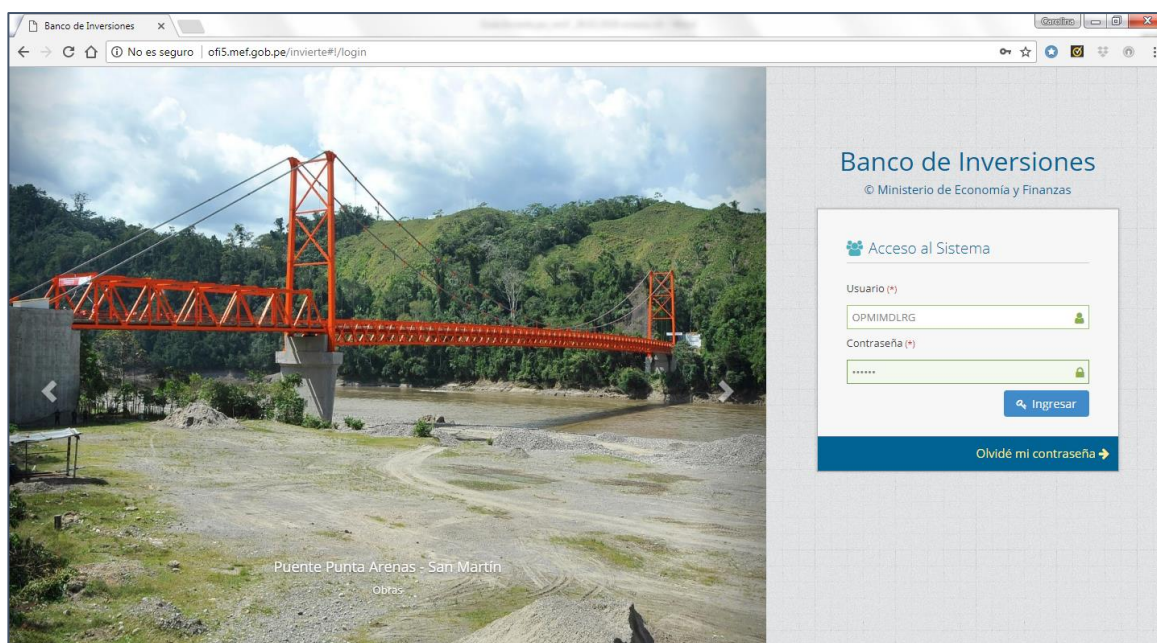 Banco de Inversiones
Carolina
No es seguro | ofi5.mef.gob.pe/invierte#!/login
Banco de Inversiones
© Ministerio de Economía y Finanzas
Acceso al Sistema
Usuario (*)
OPMIMDLRG
Contraseña (*)
••••••
Ingresar
Olvidé mi contraseña
Puente Punta Arenas - San Martín
Obras